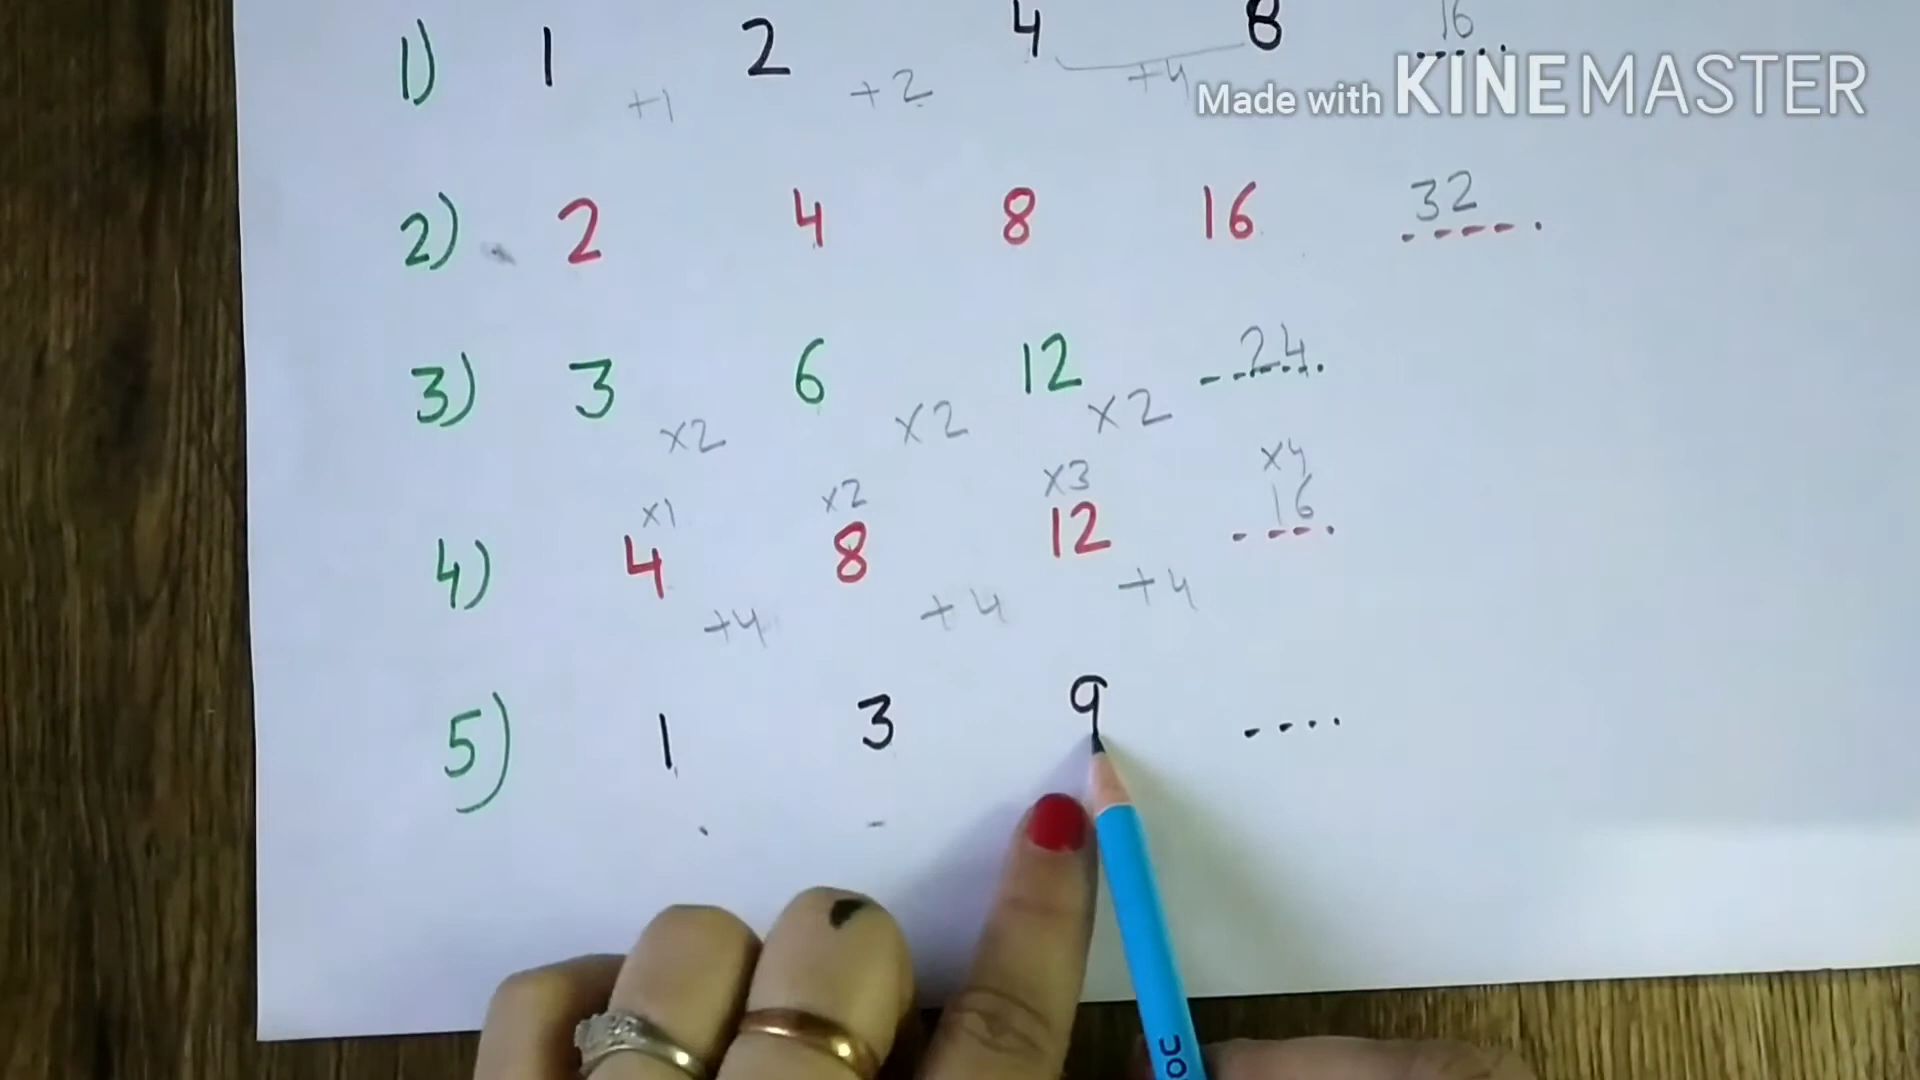 1) 1 2 4 8 16
+1 +2 +4
Made with KINEMASTER
2) 2 4 8 16 32
3) 3 6 12 24
×2 ×2 ×2
×1 ×2 ×3 ×4
4) 4 8 12 16
+4 +4 +4
5) 1 3 9 ....